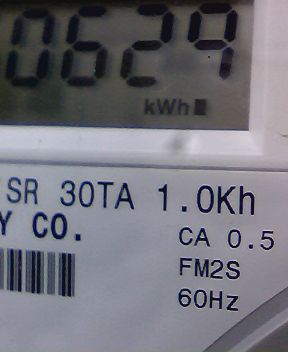 0629
kWh
SR 30TA 1.0Kh
Y CO.
CA 0.5
FM2S
60Hz